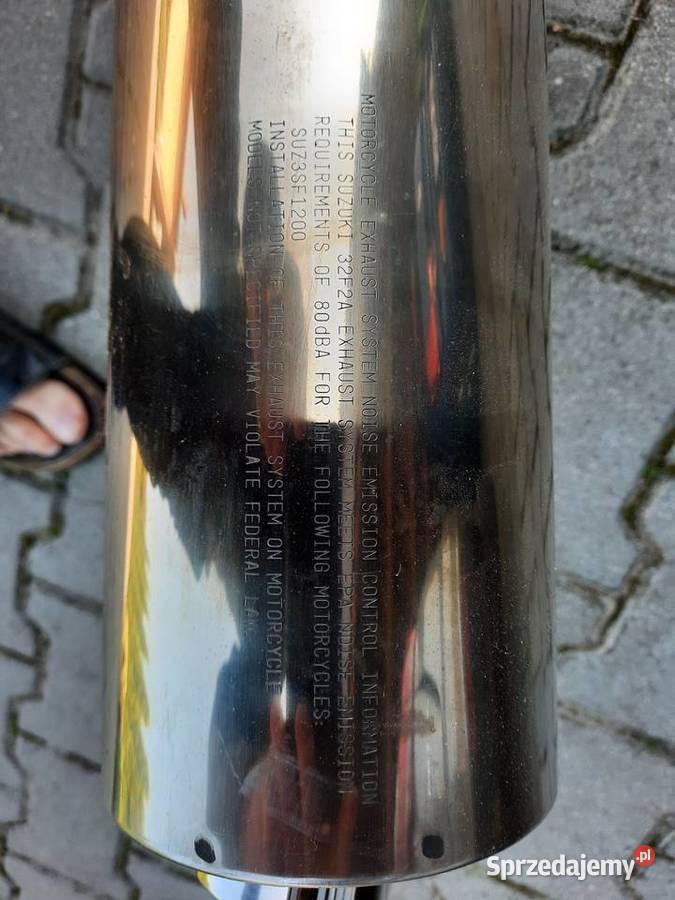 MOTORCYCLE EXHAUST SYSTEM NOISE EMISSION CONTROL INFORMATION
THIS SUZUKI 32F2A EXHAUST SYSTEM MEETS EPA NOISE EMISSION
REQUIREMENTS OF 80dBA FOR THE FOLLOWING MOTORCYCLES:
SUZ3SF1200
INSTALLATION OF THIS EXHAUST SYSTEM ON MOTORCYCLE
MODELS NOT SPECIFIED MAY VIOLATE FEDERAL LAW.
Sprzedajemy.pl